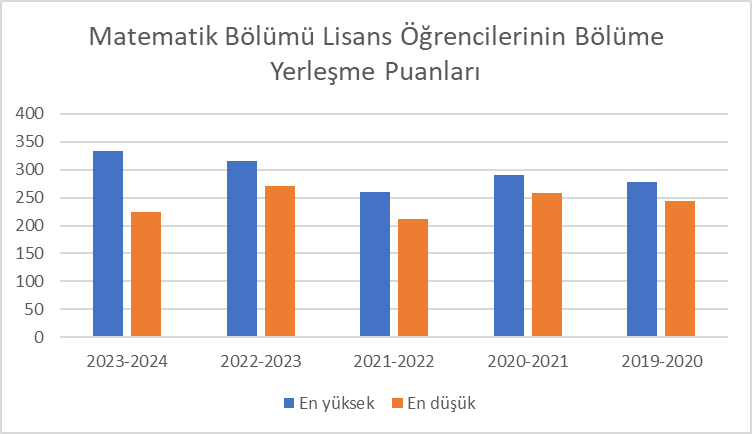 Matematik Bölümü Lisans Öğrencilerinin Bölüme
Yerleşme Puanları
400
350
300
250
200
150
100
50
0
2023-2024 2022-2023 2021-2022 2020-2021 2019-2020
En yüksek En düşük